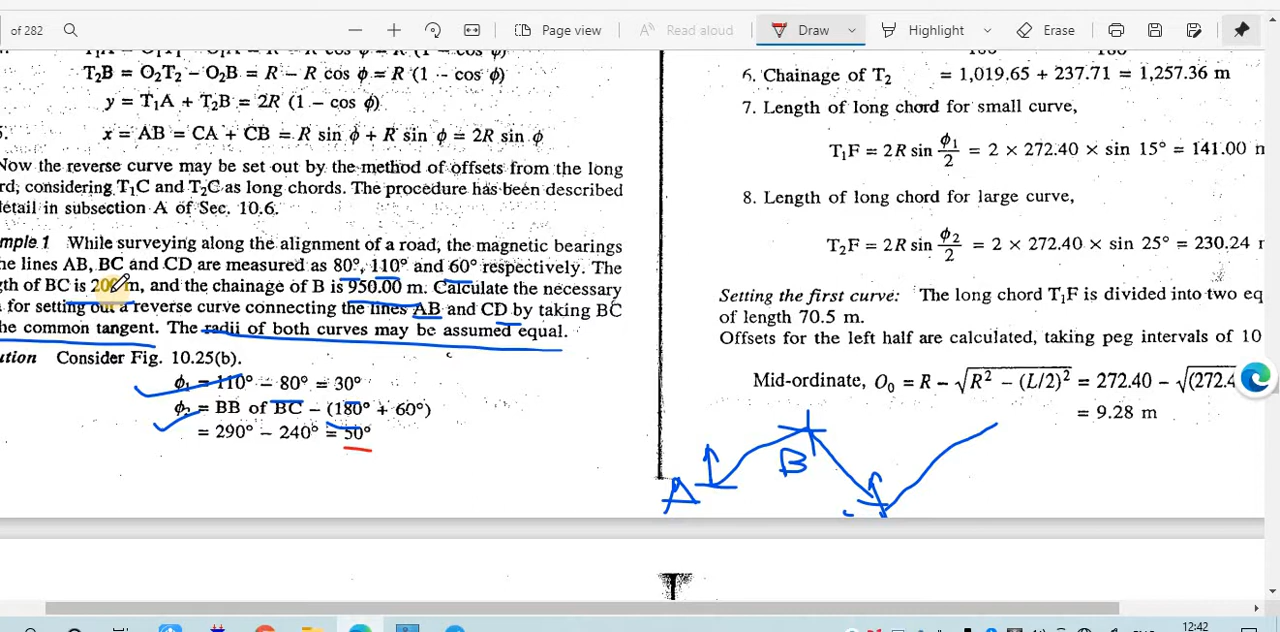 of 282
Page view
Read aloud
Draw
Highlight
Erase
T₂B = O₂T₂ − O₂B = R − R cos ϕ = R (1 − cos ϕ)
y = T₁A + T₂B = 2R (1 − cos ϕ)
x = AB = CA + CB = R sin ϕ + R sin ϕ = 2R sin ϕ
Now the reverse curve may be set out by the method of offsets from the long
rd, considering T₁C and T₂C as long chords. The procedure has been described
detail in subsection A of Sec. 10.6.
mple 1 While surveying along the alignment of a road, the magnetic bearings
he lines AB, BC and CD are measured as 80°, 110° and 60° respectively. The
gth of BC is 200 m, and the chainage of B is 950.00 m. Calculate the necessary
for setting out a reverse curve connecting the lines AB and CD by taking BC
he common tangent. The radii of both curves may be assumed equal.
ution Consider Fig. 10.25(b).
ϕ₁ = 110° − 80° = 30°
ϕ₂ = BB of BC − (180° + 60°)
= 290° − 240° = 50°
6. Chainage of T₂ = 1,019.65 + 237.71 = 1,257.36 m
7. Length of long chord for small curve,
T₁F = 2R sin ϕ₁/2 = 2 × 272.40 × sin 15° = 141.00 m
8. Length of long chord for large curve,
T₂F = 2R sin ϕ₂/2 = 2 × 272.40 × sin 25° = 230.24 m
Setting the first curve: The long chord T₁F is divided into two eq
of length 70.5 m.
Offsets for the left half are calculated, taking peg intervals of 10
Mid-ordinate, O₀ = R − √R² − (L/2)² = 272.40 − √(272.4
= 9.28 m
A
B
12:42